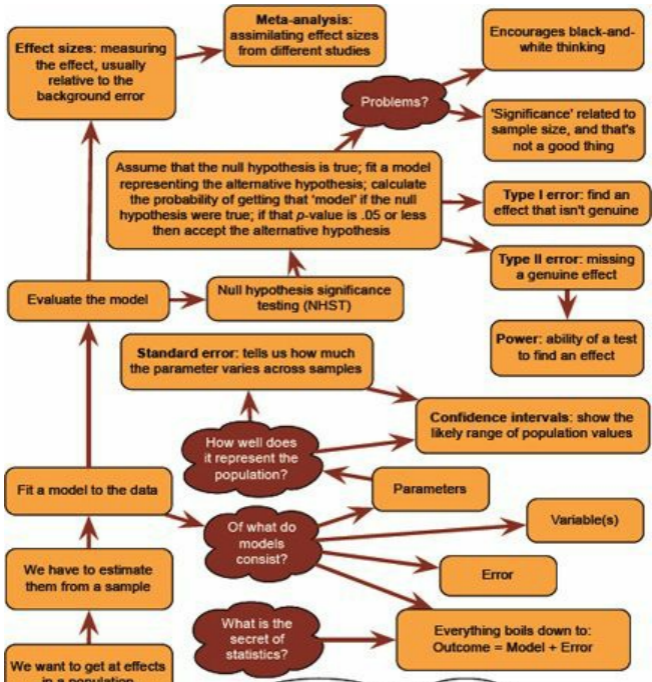 Meta-analysis:
assimilating effect sizes
from different studies
Effect sizes: measuring
the effect, usually
relative to the
background error
Encourages black-and-
white thinking
Problems?
'Significance' related to
sample size, and that's
not a good thing
Assume that the null hypothesis is true; fit a model
representing the alternative hypothesis; calculate
the probability of getting that 'model' if the null
hypothesis were true; if that p-value is .05 or less
then accept the alternative hypothesis
Type I error: find an
effect that isn't genuine
Type II error: missing
a genuine effect
Evaluate the model
Null hypothesis significance
testing (NHST)
Power: ability of a test
to find an effect
Standard error: tells us how much
the parameter varies across samples
Confidence intervals: show the
likely range of population values
How well does
it represent the
population?
Fit a model to the data
Parameters
Of what do
models
consist?
Variable(s)
We have to estimate
them from a sample
Error
What is the
secret of
statistics?
Everything boils down to:
Outcome = Model + Error
We want to get at effects
in a population